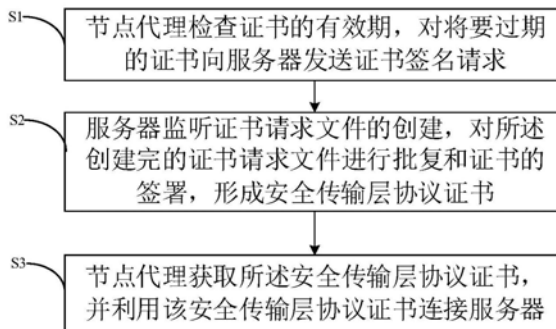 S1
节点代理检查证书的有效期，对将要过期
的证书向服务器发送证书签名请求
S2
服务器监听证书请求文件的创建，对所述
创建完的证书请求文件进行批复和证书的
签署，形成安全传输层协议证书
S3
节点代理获取所述安全传输层协议证书，
并利用该安全传输层协议证书连接服务器